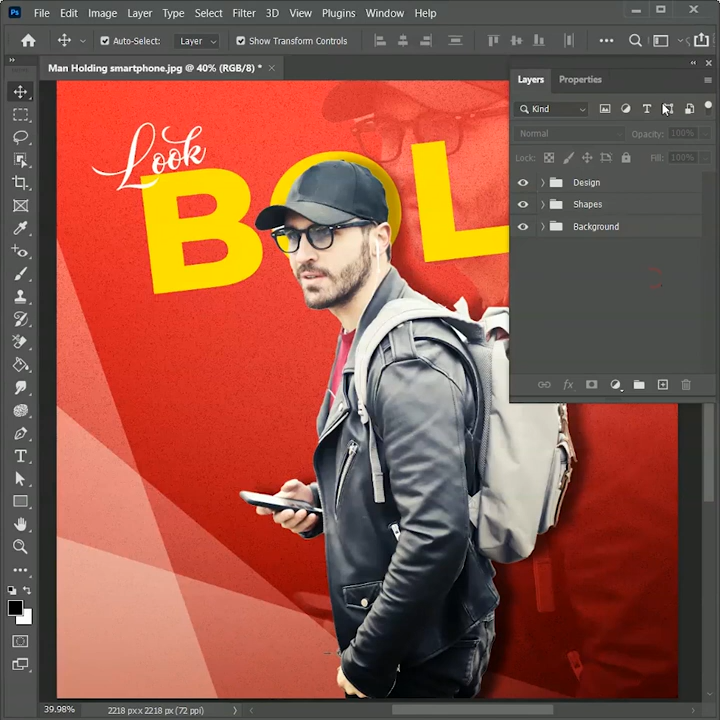 Ps File Edit Image Layer Type Select Filter 3D View Plugins Window Help
Auto-Select: Layer Show Transform Controls
Man Holding smartphone.jpg @ 40% (RGB/8) *
Layers Properties
Kind
Normal Opacity: 100%
Lock: Fill: 100%
Design
Shapes
Background
Look
BOL
39.98% 2218 px x 2218 px (72 ppi)